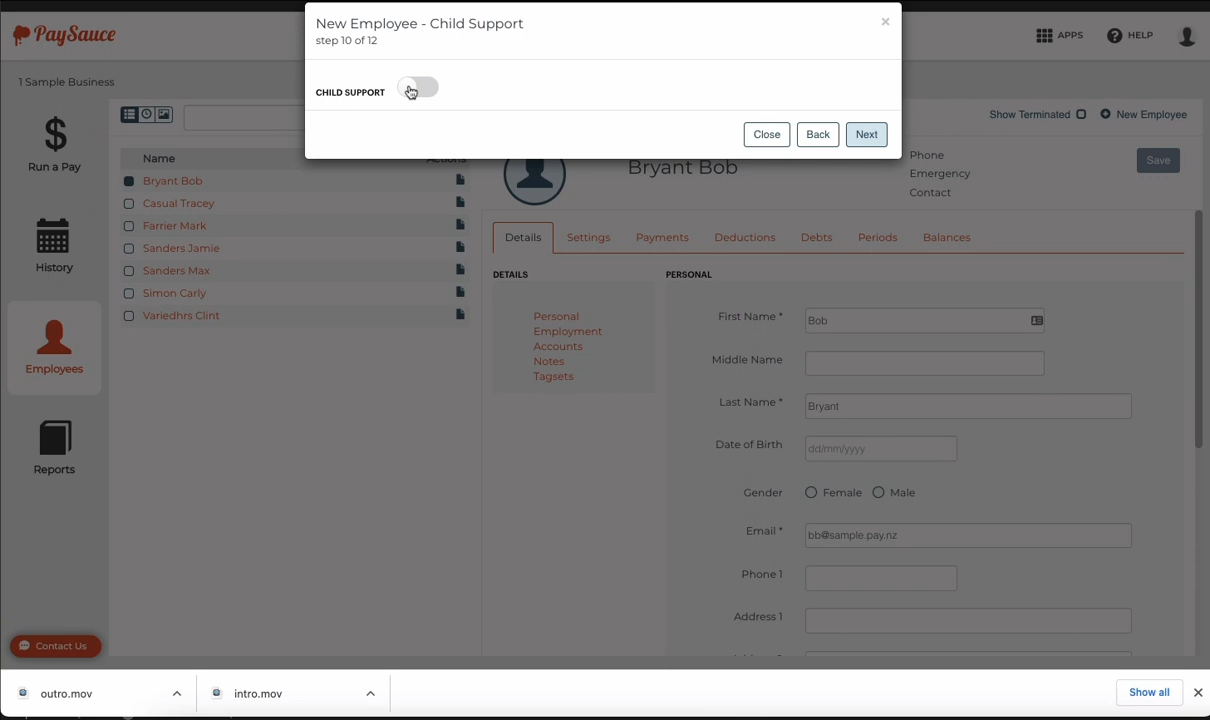 New Employee - Child Support
×
step 10 of 12
CHILD SUPPORT
Close
Back
Next
PaySauce
APPS
HELP
1 Sample Business
Show Terminated
New Employee
Run a Pay
History
Employees
Reports
Contact Us
Name
Actions
Bryant Bob
Casual Tracey
Farrier Mark
Sanders Jamie
Sanders Max
Simon Carly
Variedhrs Clint
Bryant Bob
Phone
Emergency
Contact
Save
Details
Settings
Payments
Deductions
Debts
Periods
Balances
DETAILS
Personal
Employment
Accounts
Notes
Tagsets
PERSONAL
First Name *
Bob
Middle Name
Last Name *
Bryant
Date of Birth
dd/mm/yyyy
Gender
Female
Male
Email *
bb@sample.pay.nz
Phone 1
Address 1
outro.mov
intro.mov
Show all